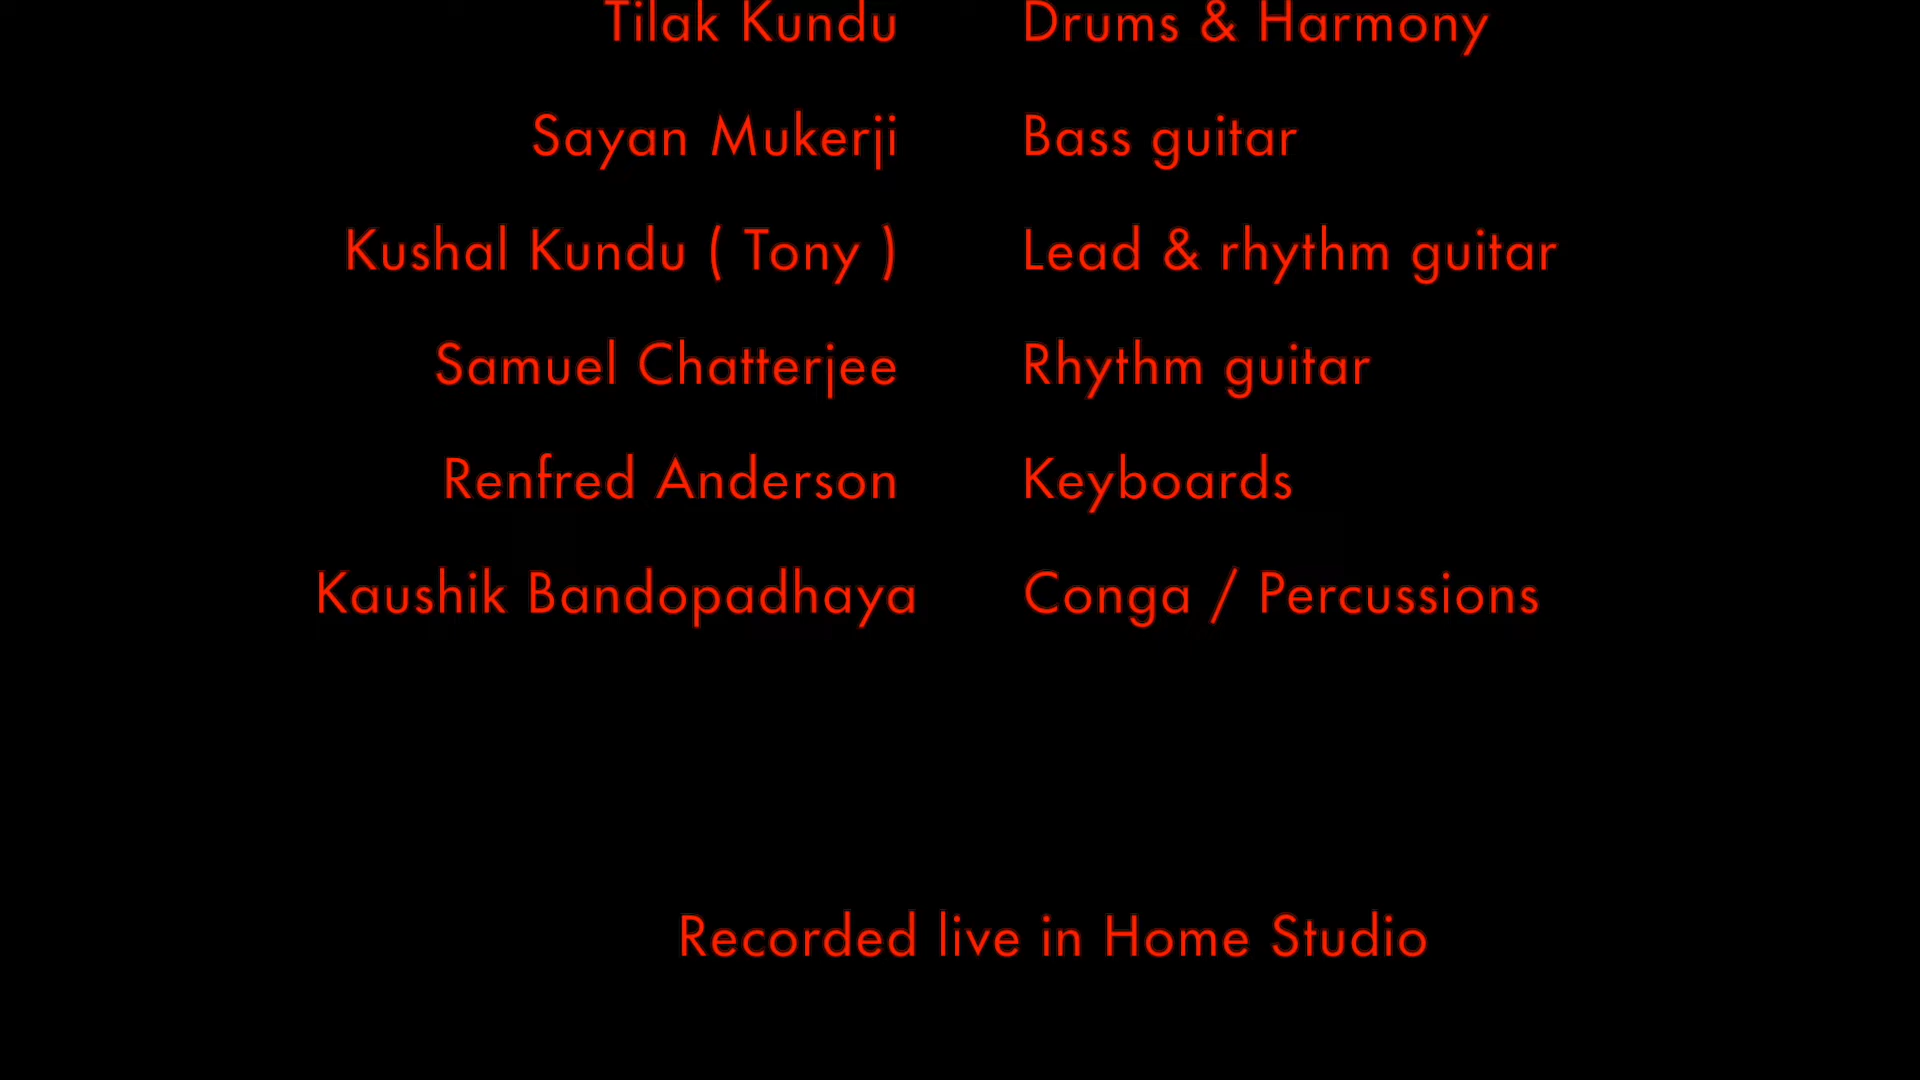 Tilak Kundu Drums & Harmony
Sayan Mukerji Bass guitar
Kushal Kundu ( Tony ) Lead & rhythm guitar
Samuel Chatterjee Rhythm guitar
Renfred Anderson Keyboards
Kaushik Bandopadhaya Conga / Percussions
Recorded live in Home Studio